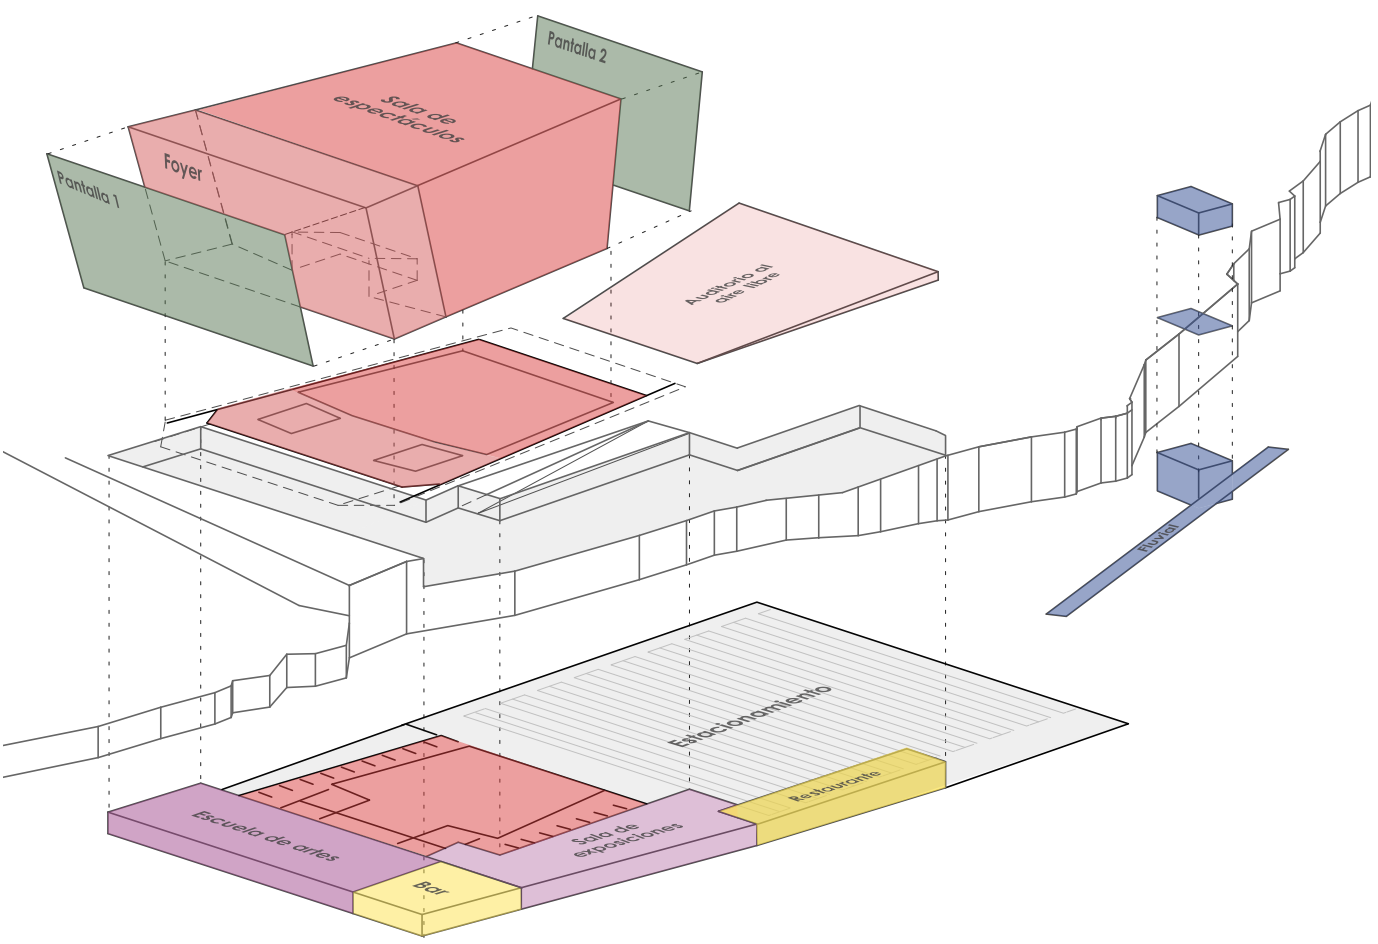 Pantalla 2
Sala de
espectáculos
Foyer
Pantalla 1
Auditorio al
aire libre
Fluvial
Estacionamiento
Restaurante
Escuela de artes
Sala de
exposiciones
Bar